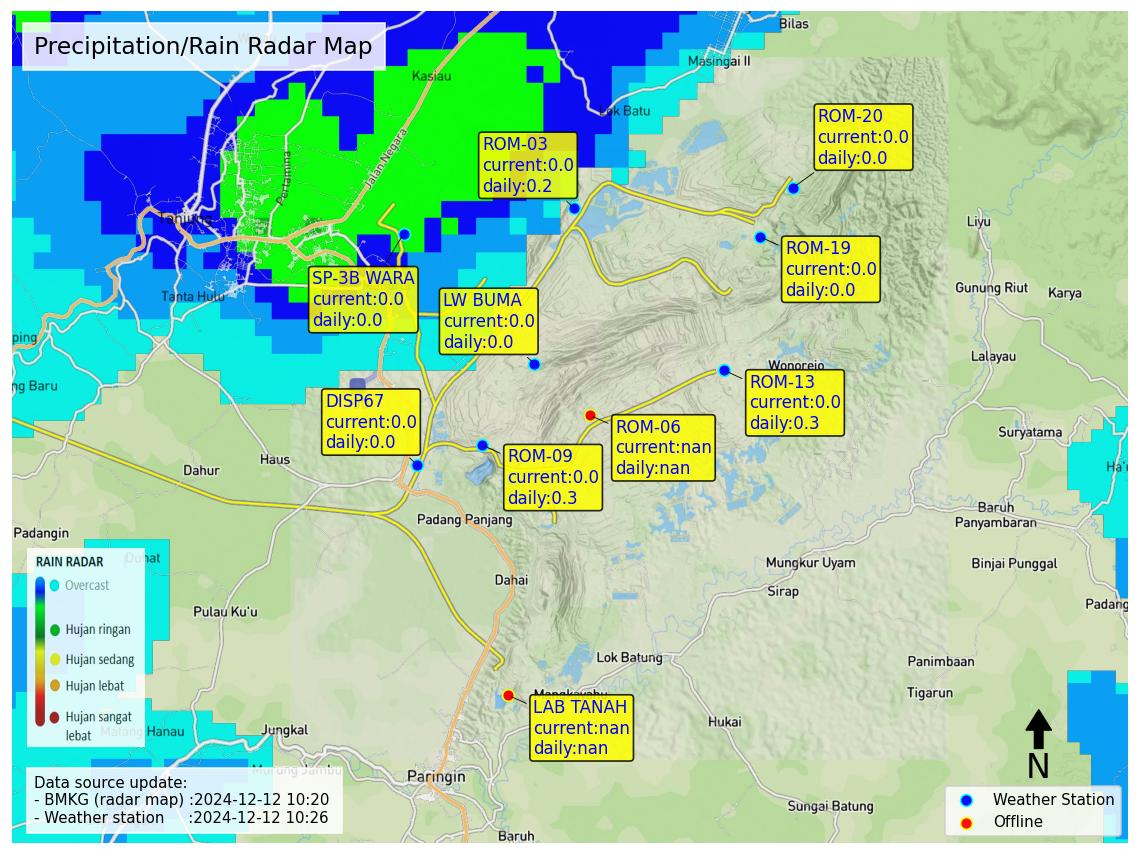 Precipitation/Rain Radar Map
Bilas
Masingai II
Kasiau
Lok Batu
Jalan Negara
Pertamina
Tanjung
Tanta Hulu
ROM-03
current:0.0
daily:0.2
ROM-20
current:0.0
daily:0.0
ROM-19
current:0.0
daily:0.0
SP-3B WARA
current:0.0
daily:0.0
LW BUMA
current:0.0
daily:0.0
Liyu
Gunung Riut
Karya
Lalayau
Wonorejo
ROM-13
current:0.0
daily:0.3
ping
ng Baru
DISP67
current:0.0
daily:0.0
ROM-06
current:nan
daily:nan
ROM-09
current:0.0
daily:0.3
Suryatama
Haus
Dahur
Padang Panjang
Baruh
Panyambaran
Padangin
Mungkur Uyam
Binjai Punggal
Dahai
Sirap
Padang
Pulau Ku'u
Lok Batung
Panimbaan
Tigarun
Mangkayahu
LAB TANAH
current:nan
daily:nan
Hukai
Jungkal
Paringin
Sungai Batung
Baruh
RAIN RADAR
Overcast
Hujan ringan
Hujan sedang
Hujan lebat
Hujan sangat
lebat
Data source update:
- BMKG (radar map) :2024-12-12 10:20
- Weather station :2024-12-12 10:26
N
Weather Station
Offline